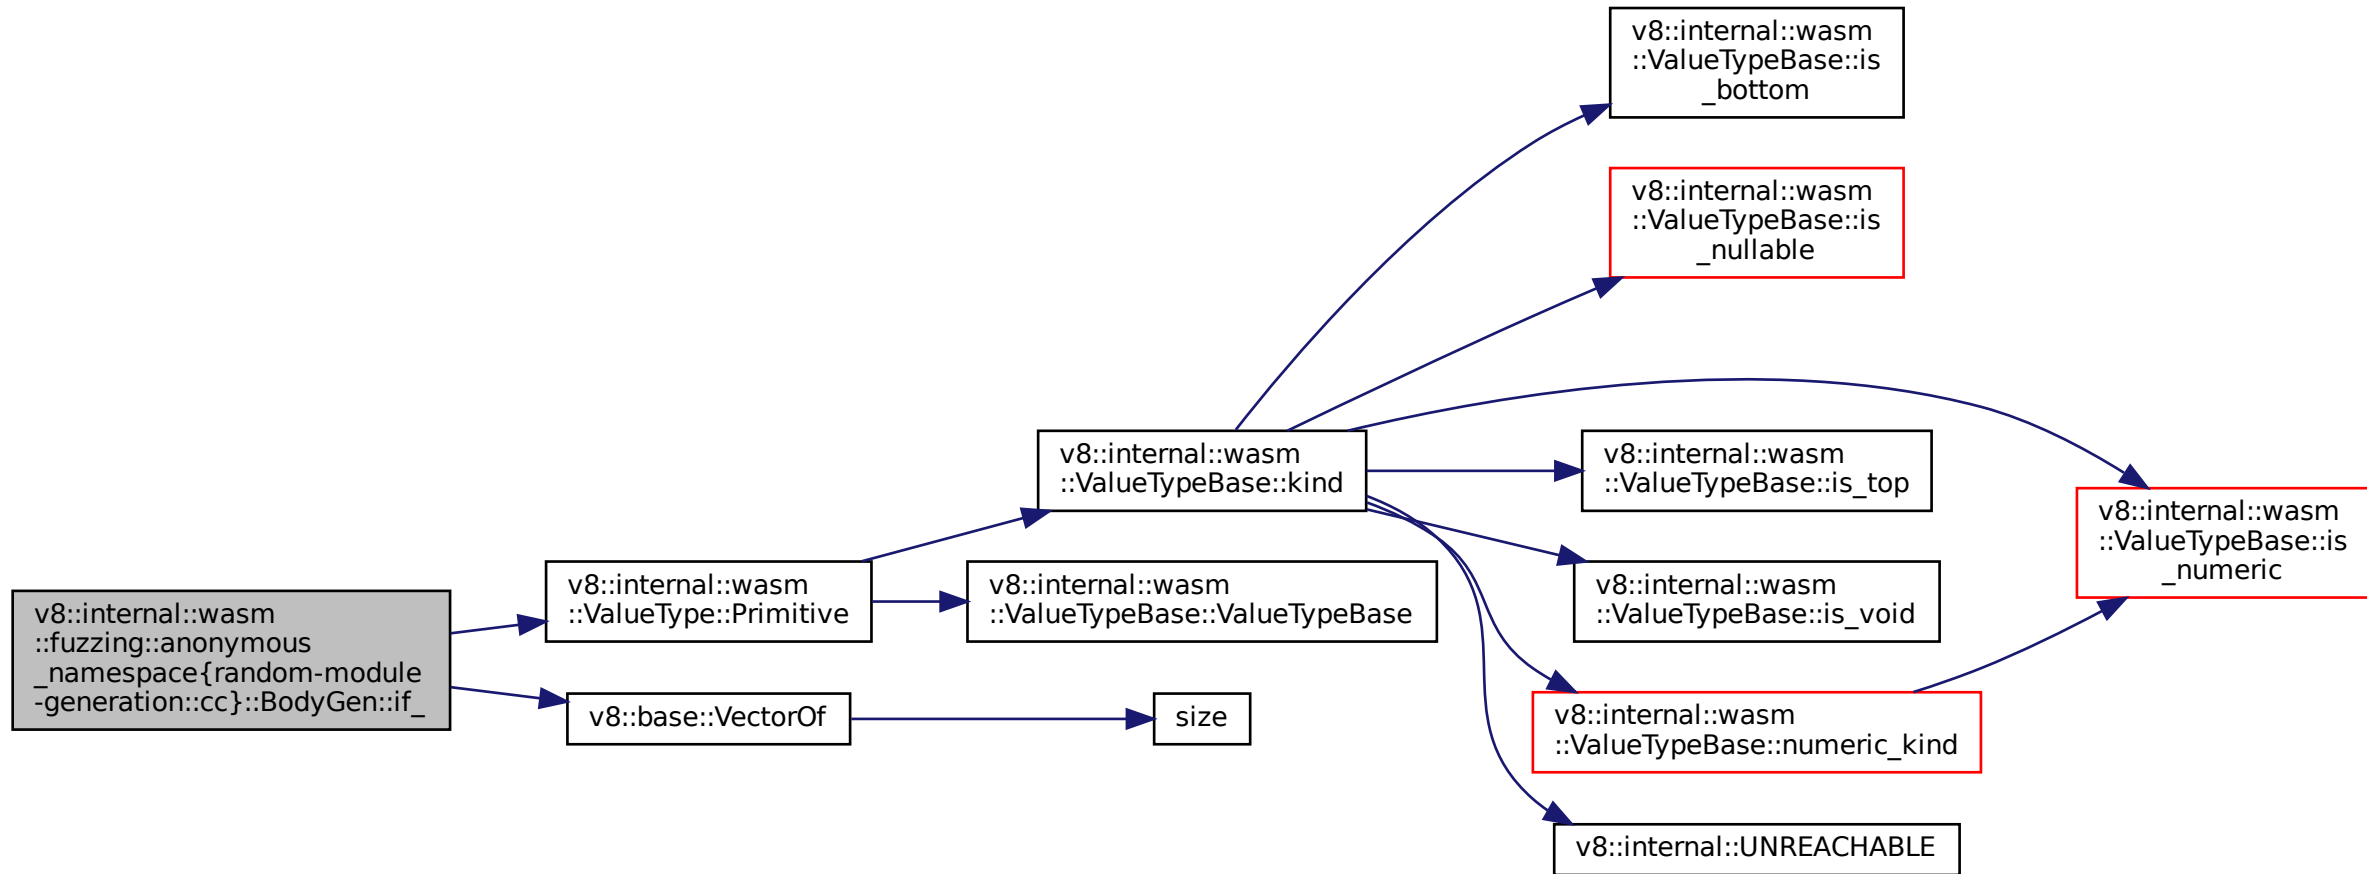 v8::internal::wasm
::fuzzing::anonymous
_namespace{random-module
-generation::cc}::BodyGen::if_
v8::internal::wasm
::ValueType::Primitive
v8::base::VectorOf
v8::internal::wasm
::ValueTypeBase::kind
v8::internal::wasm
::ValueTypeBase::ValueTypeBase
size
v8::internal::wasm
::ValueTypeBase::is
_bottom
v8::internal::wasm
::ValueTypeBase::is
_nullable
v8::internal::wasm
::ValueTypeBase::is_top
v8::internal::wasm
::ValueTypeBase::is_void
v8::internal::wasm
::ValueTypeBase::numeric_kind
v8::internal::UNREACHABLE
v8::internal::wasm
::ValueTypeBase::is
_numeric